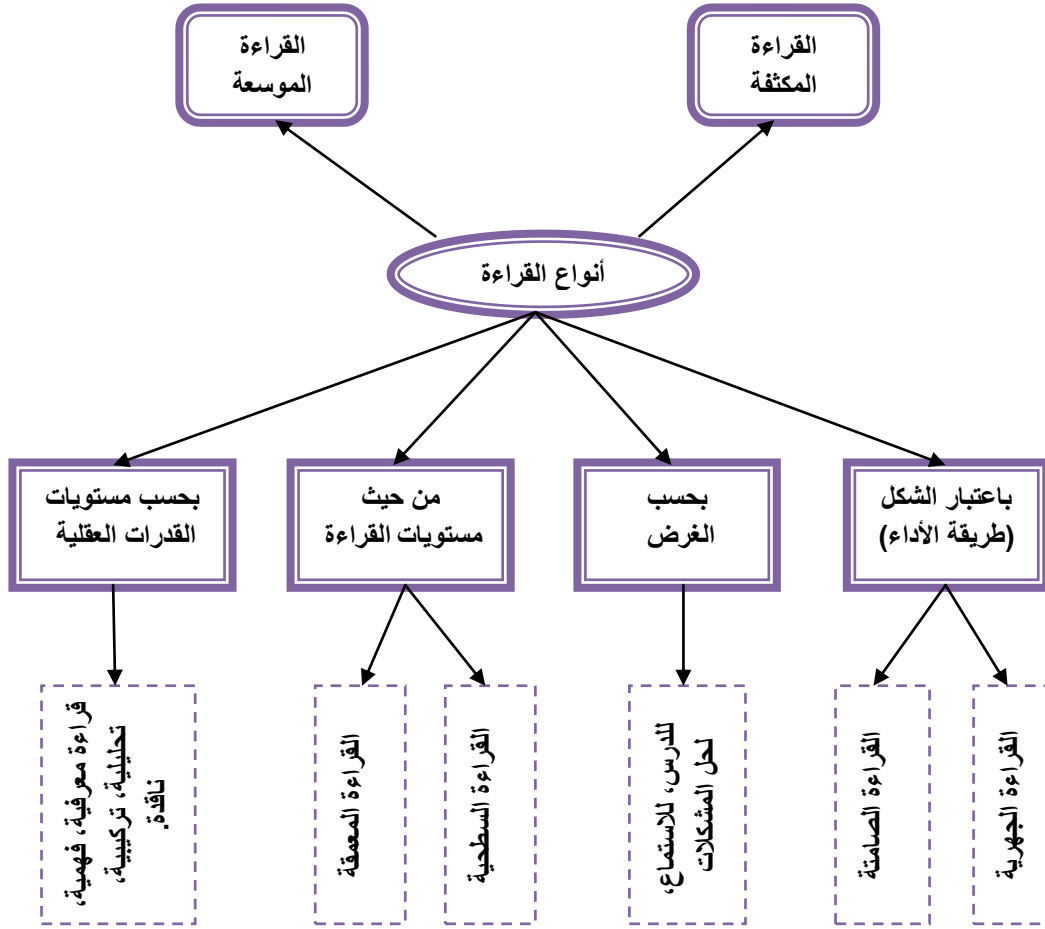 القراءة
المكثفة
القراءة
الموسعة
أنواع القراءة
باعتبار الشكل
(طريقة الأداء)
بحسب
الغرض
من حيث
مستويات القراءة
بحسب مستويات
القدرات العقلية
القراءة الجهرية
القراءة الصامتة
للدرس، للاستماع،
لحل المشكلات
القراءة السطحية
القراءة المعمقة
قراءة معرفية، فهمية،
تحليلية، تركيبية،
ناقدة.